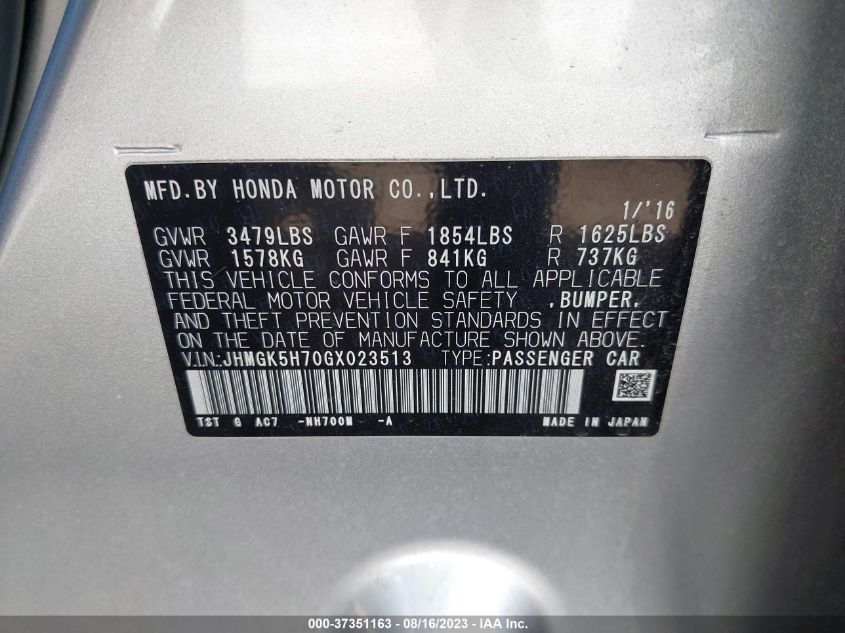 MFD.BY HONDA MOTOR CO.,LTD.
1/'16
GVWR 3479LBS GAWR F 1854LBS R 1625LBS
GVWR 1578KG GAWR F 841KG R 737KG
THIS VEHICLE CONFORMS TO ALL APPLICABLE
FEDERAL MOTOR VEHICLE SAFETY ,BUMPER,
AND THEFT PREVENTION STANDARDS IN EFFECT
ON THE DATE OF MANUFACTURE SHOWN ABOVE.
V.I.N.:JHMGK5H70GX023513 TYPE:PASSENGER CAR
TST G AC7 -NH700M -A MADE IN JAPAN
000-37351163 - 08/16/2023 - IAA Inc.